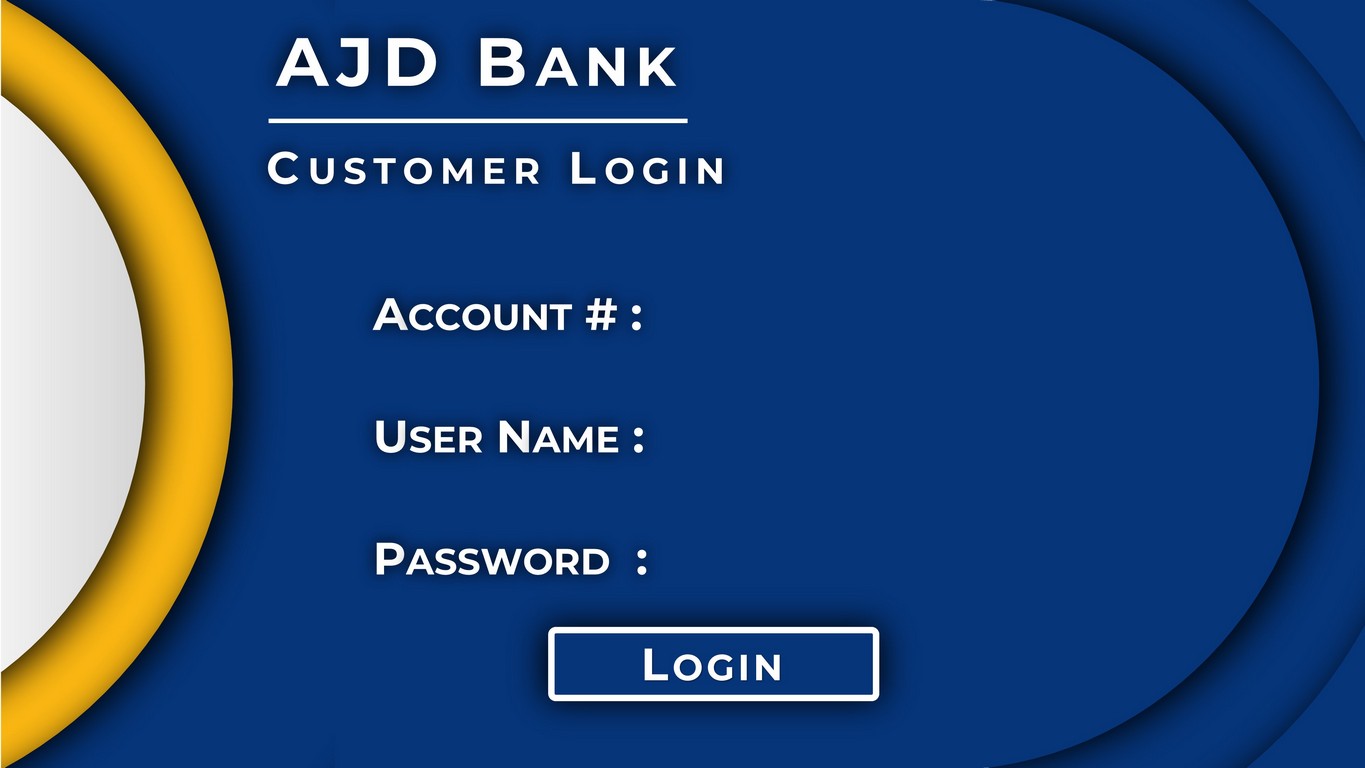 AJD Bank
Customer Login
Account # :
User Name :
Password :
Login